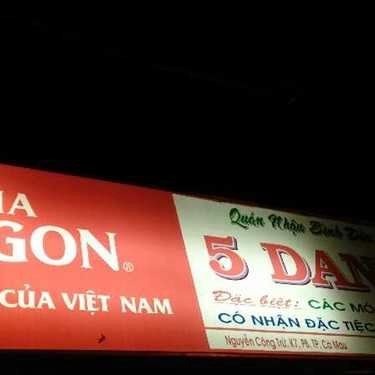 IA
GON ®
CỦA VIỆT NAM
Quán Nhậu Bình Dân
5 DAN
Đặc biệt: CÁC MÓ
CÓ NHẬN ĐẶC TIỆC
Nguyễn Công Trứ, K7, P8, TP, Cà Mau